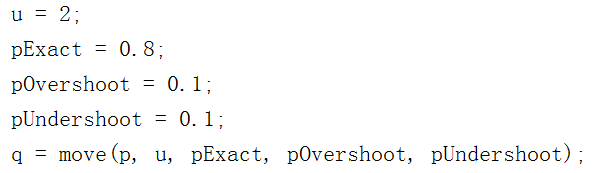 u = 2;
pExact = 0.8;
pOvershoot = 0.1;
pUndershoot = 0.1;
q = move(p, u, pExact, pOvershoot, pUndershoot);